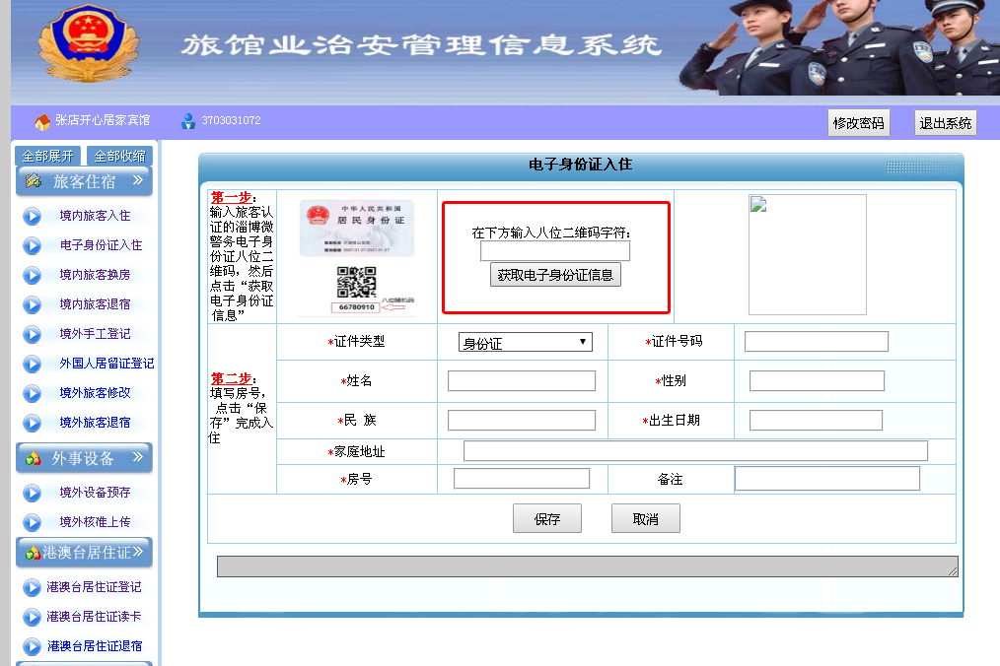 旅馆业治安管理信息系统
张店开心居家宾馆
3703031072
修改密码
退出系统
全部展开
全部收缩
旅客住宿
境内旅客入住
电子身份证入住
境内旅客换房
境内旅客退宿
境外手工登记
外国人居留证登记
境外旅客修改
境外旅客退宿
外事设备
境外设备预存
境外核准上传
港澳台居住证
港澳台居住证登记
港澳台居住证读卡
港澳台居住证退宿
电子身份证入住
第一步：
输入旅客认
证的淄博微
警务电子身
份证八位二
维码，然后
点击“获取
电子身份证
信息”
中华人民共和国
居民身份证
八位随机码
66780910
在下方输入八位二维码字符：
获取电子身份证信息
第二步：
填写房号，
点击“保
存”完成入
住
*证件类型
身份证
*证件号码
*姓名
*性别
*民 族
*出生日期
*家庭地址
*房号
备注
保存
取消